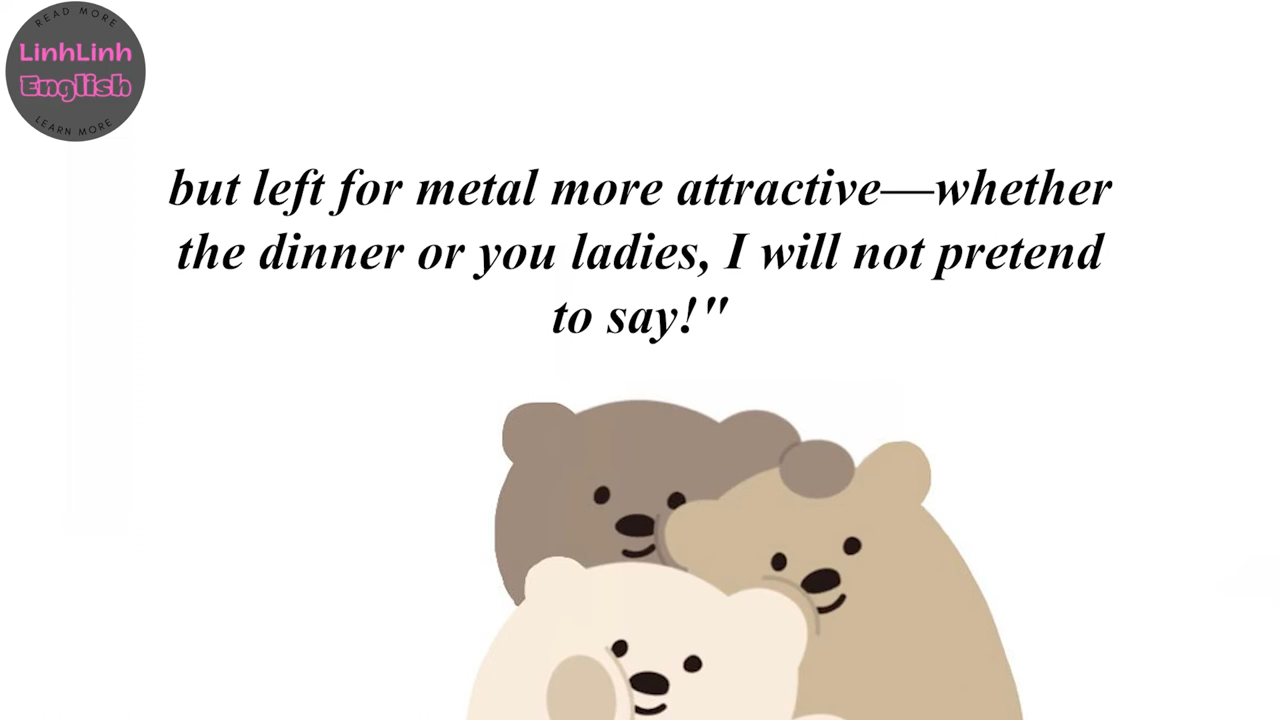 READ MORE
LinhLinh
English
LEARN MORE
but left for metal more attractive—whether
the dinner or you ladies, I will not pretend
to say!"